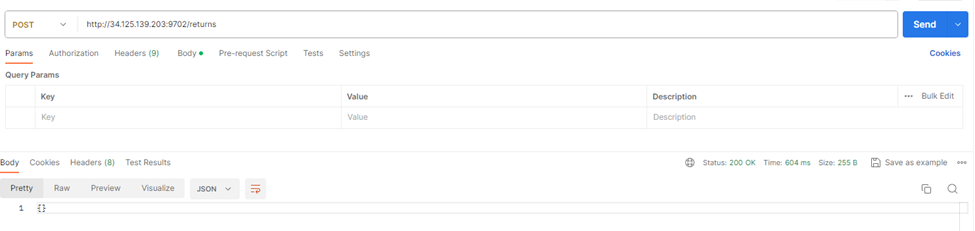 POST http://34.125.139.203:9702/returns Send
Params Authorization Headers (9) Body Pre-request Script Tests Settings Cookies
Query Params
Key Value Description Bulk Edit
Key Value Description
Body Cookies Headers (8) Test Results Status: 200 OK Time: 604 ms Size: 255 B Save as example
Pretty Raw Preview Visualize JSON
1 {}